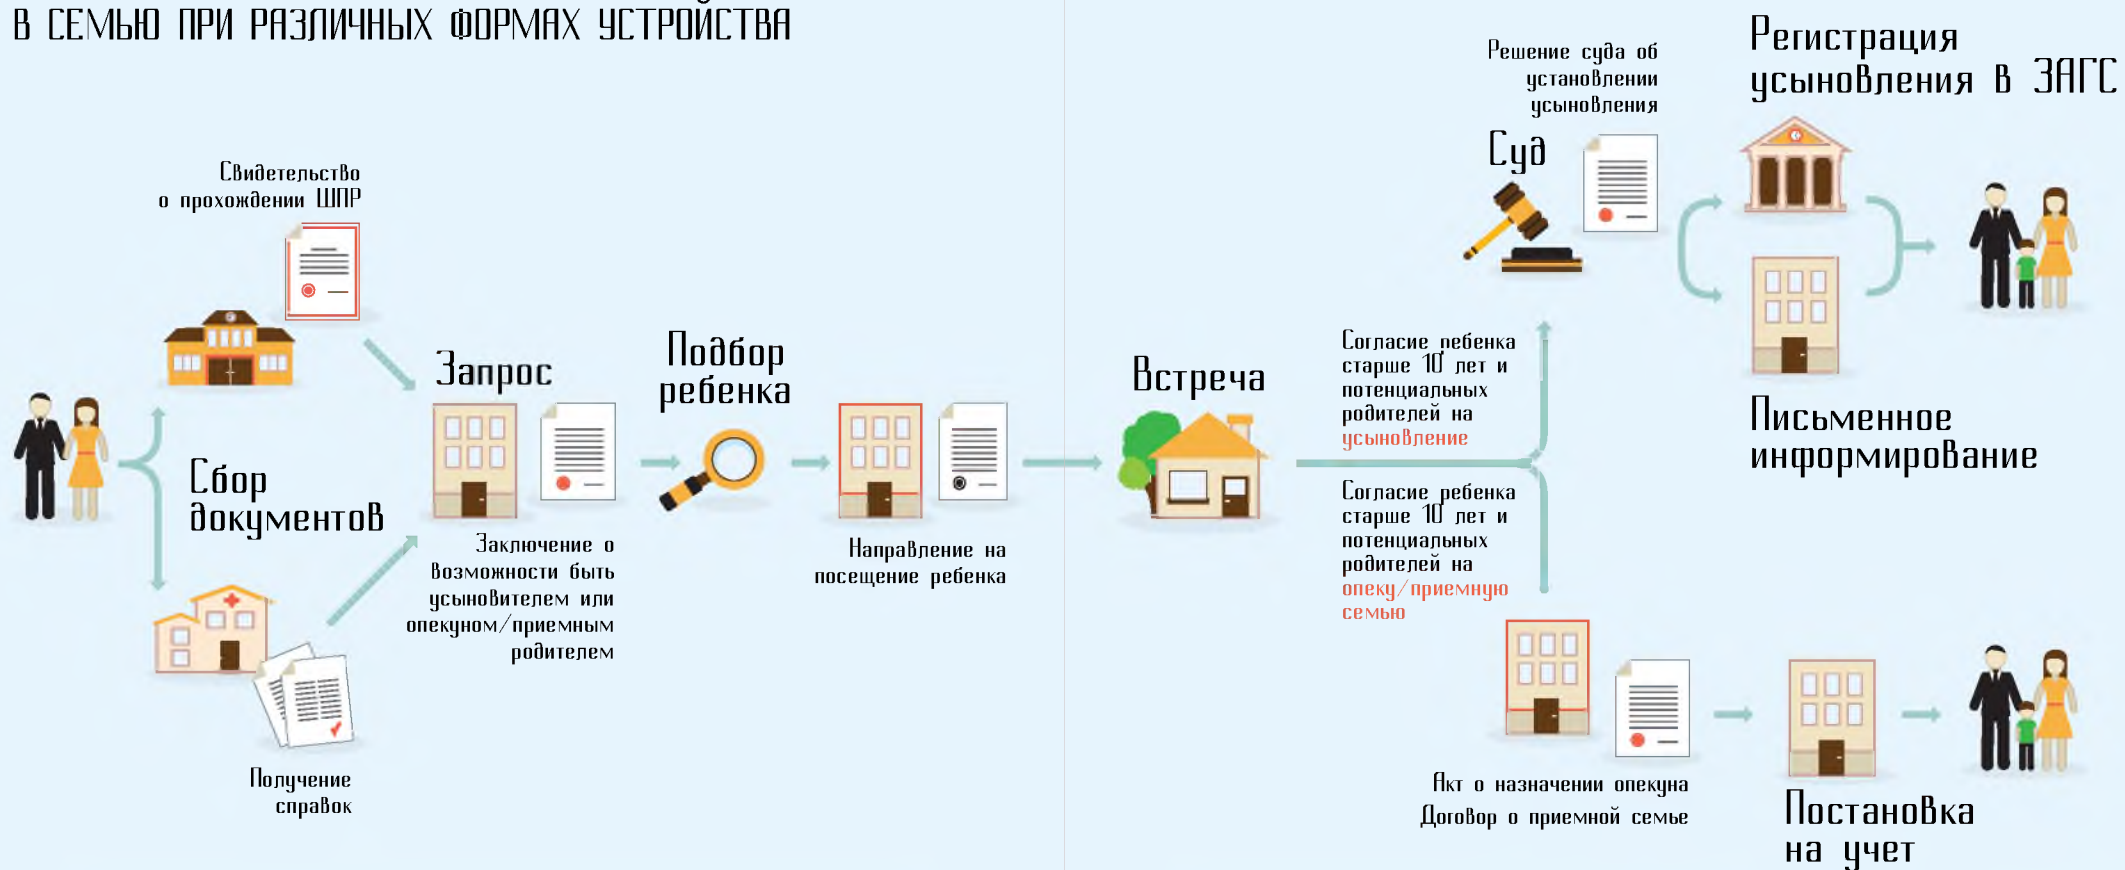 В СЕМЬЮ ПРИ РАЗЛИЧНЫХ ФОРМАХ УСТРОЙСТВА
Свидетельство
о прохождении ШПР
Сбор
документов
Получение
справок
Запрос
Заключение о
возможности быть
усыновителем или
опекуном/приемным
родителем
Подбор
ребенка
Направление на
посещение ребенка
Встреча
Согласие ребенка
старше 10 лет и
потенциальных
родителей на
усыновление
Согласие ребенка
старше 10 лет и
потенциальных
родителей на
опеку/приемную
семью
Решение суда об
установлении
усыновления
Суд
Регистрация
усыновления в ЗАГС
Письменное
информирование
Акт о назначении опекуна
Договор о приемной семье
Постановка
на учет